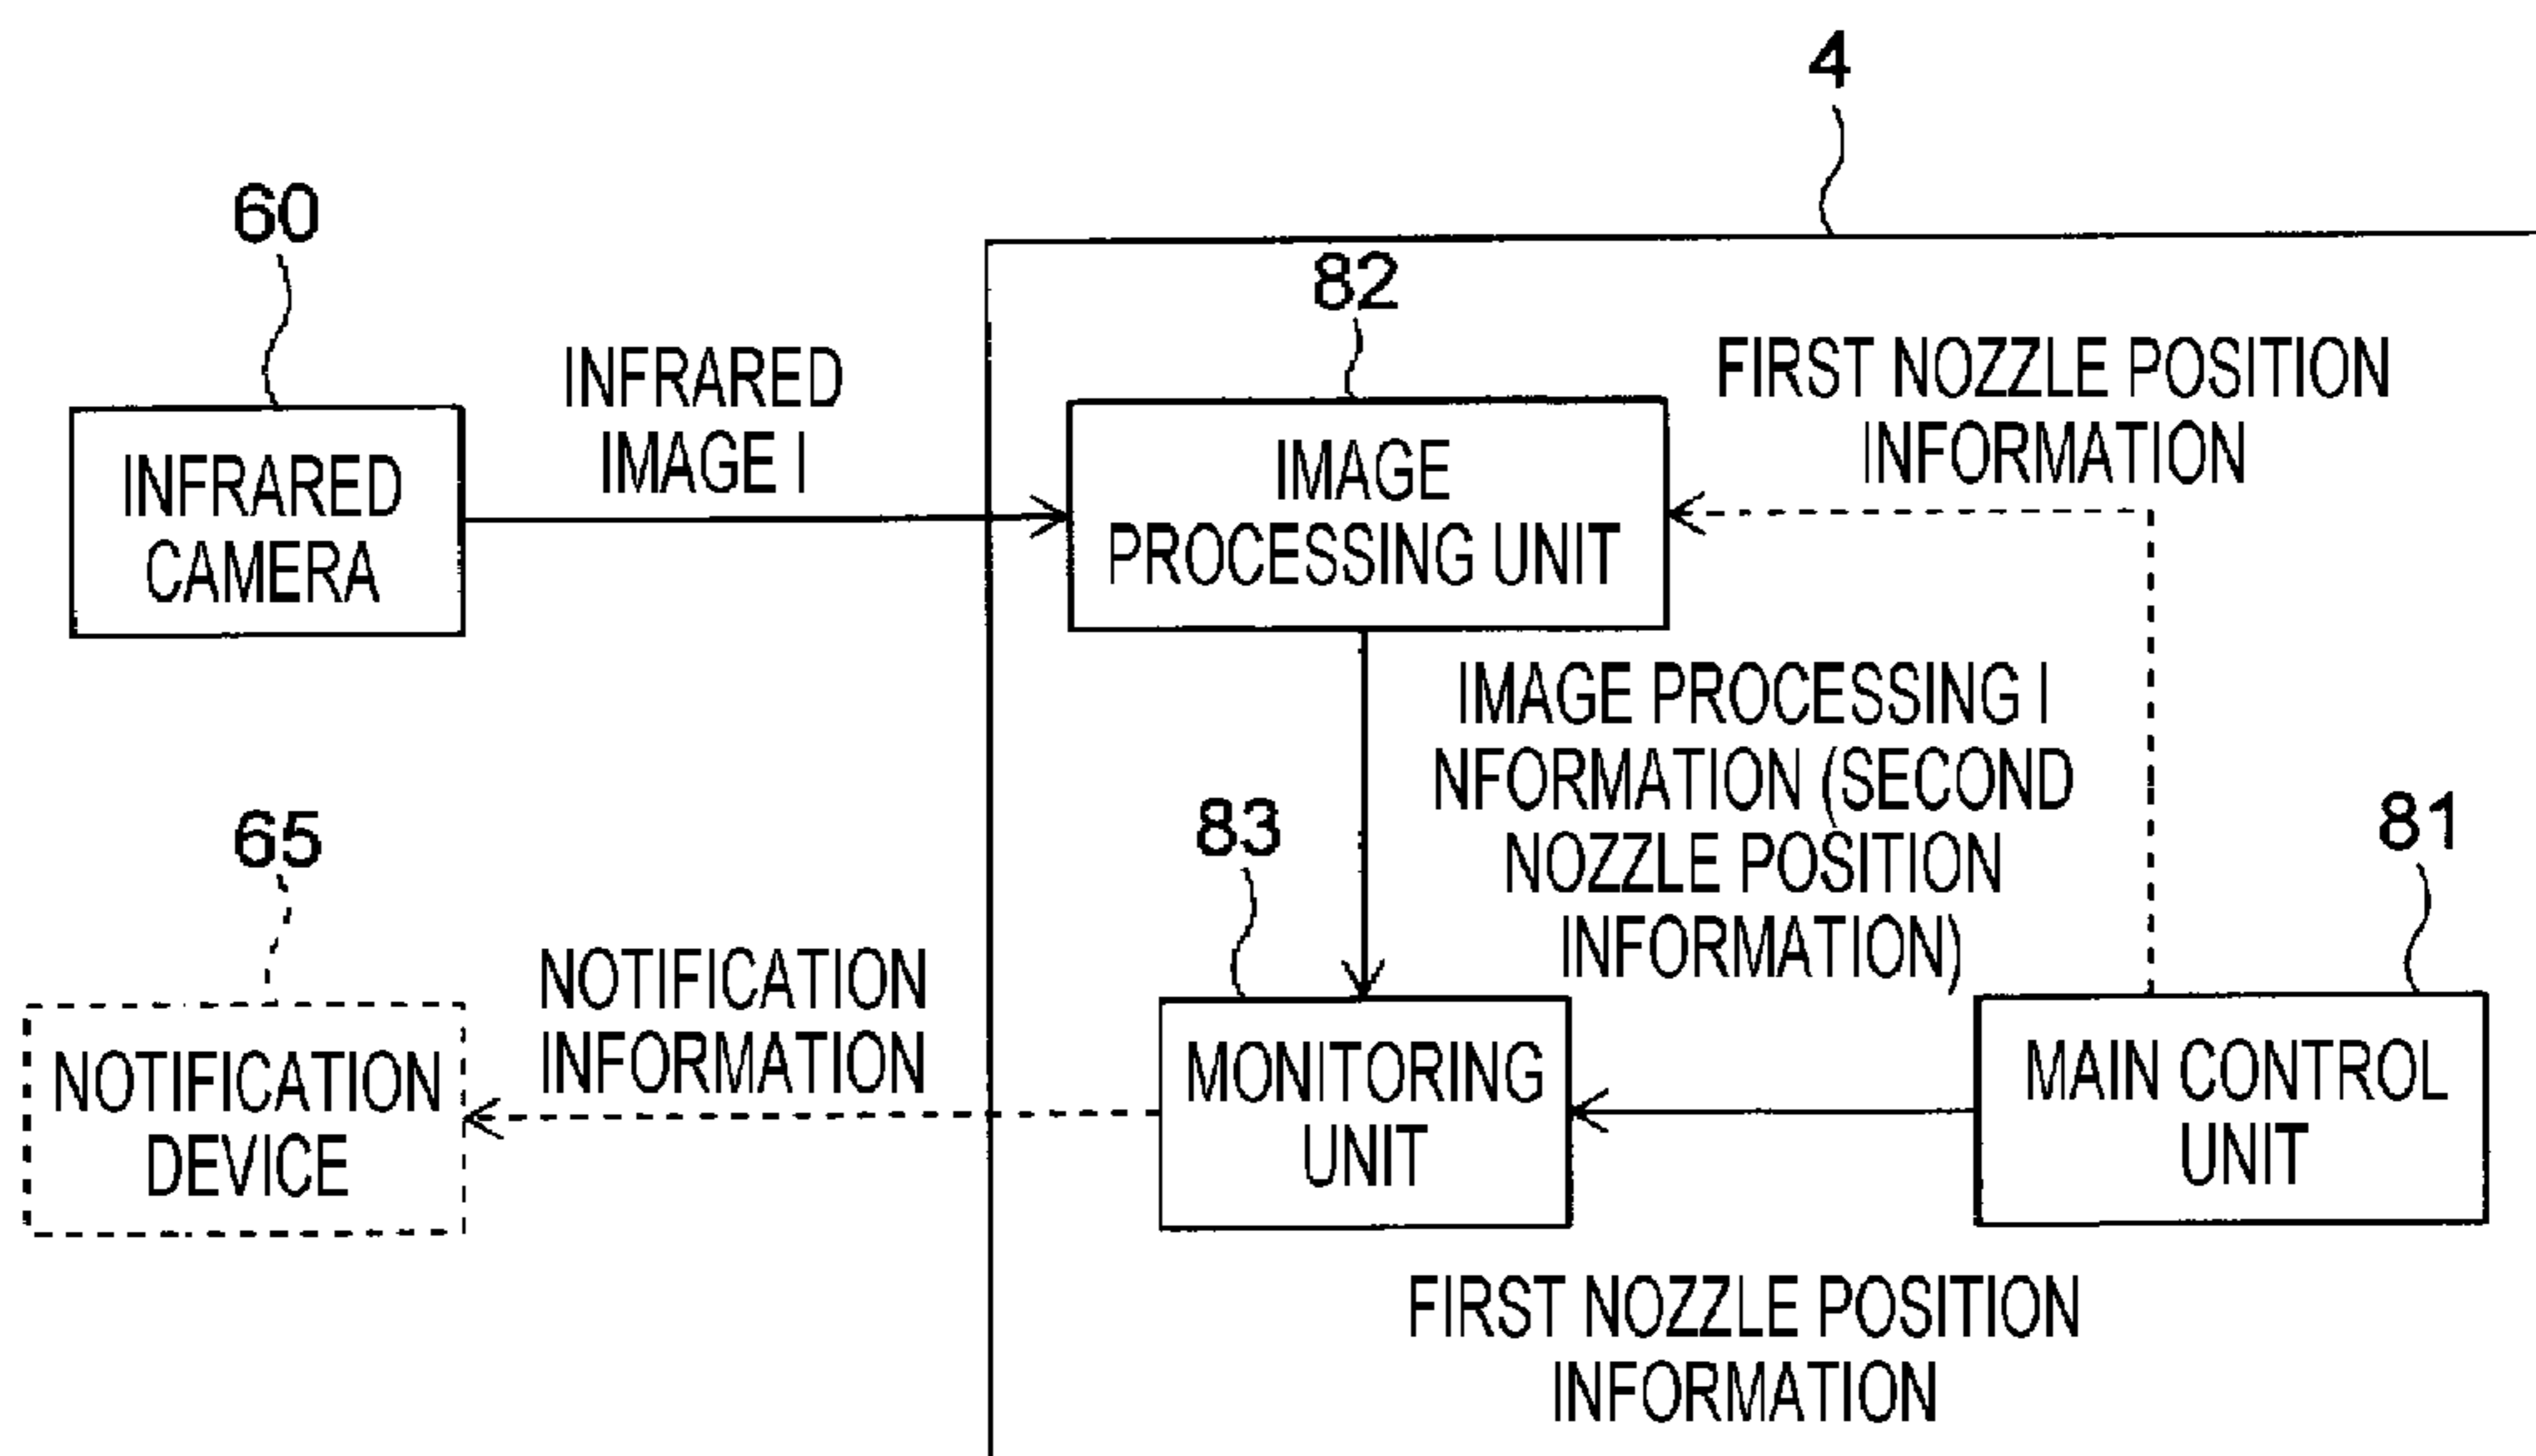 4
60
82
INFRARED
IMAGE I
FIRST NOZZLE POSITION
INFORMATION
INFRARED
CAMERA
IMAGE
PROCESSING UNIT
IMAGE PROCESSING I
NFORMATION (SECOND
NOZZLE POSITION
INFORMATION)
65
83
81
NOTIFICATION
INFORMATION
NOTIFICATION
DEVICE
MONITORING
UNIT
MAIN CONTROL
UNIT
FIRST NOZZLE POSITION
INFORMATION